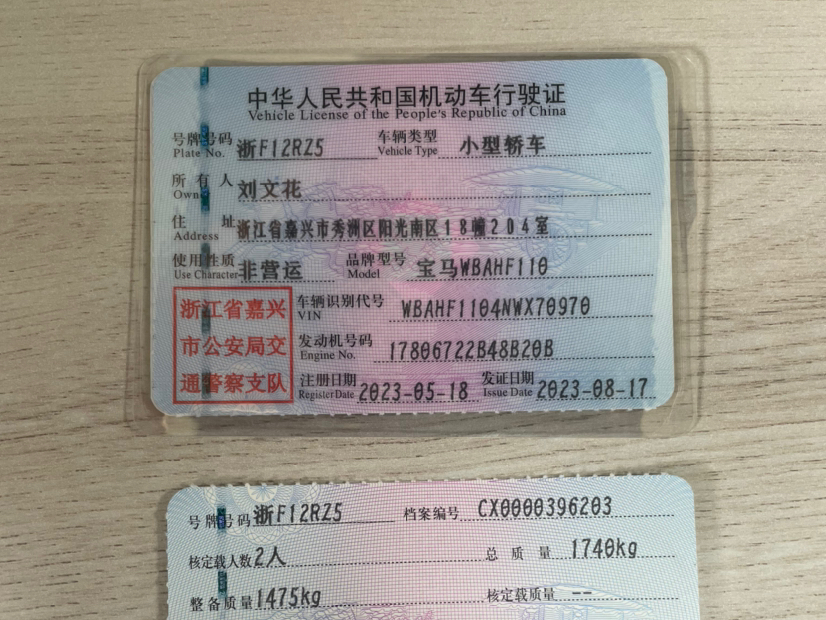 中华人民共和国机动车行驶证
Vehicle License of the People's Republic of China
号牌号码 浙F12RZ5 车辆类型 小型轿车
Plate No. Vehicle Type
所有人 刘文花
Owner
住址 浙江省嘉兴市秀洲区阳光南区18幢204室
Address
使用性质 非营运 品牌型号 宝马WBAHF110
Use Character Model
浙江省嘉兴 车辆识别代号 WBAHF1104NWX70970
VIN
市公安局交 发动机号码 17806722B48B20B
Engine No.
通警察支队 注册日期 2023-05-18 发证日期 2023-08-17
Register Date Issue Date
号牌号码 浙F12RZ5 档案编号 CX0000396203
核定载人数 2人 总质量 1740kg
整备质量 1475kg 核定载质量 --